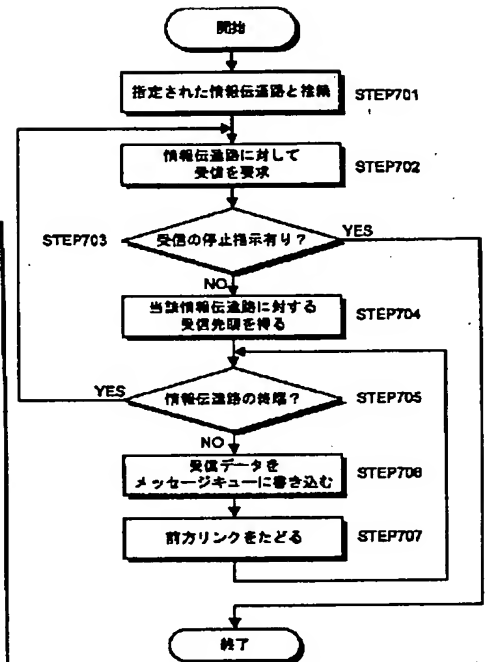 開始
指定された情報伝達路と接続
STEP701
情報伝達路に対して
受信を要求
STEP702
STEP703
受信の停止指示有り？
YES
NO
当該情報伝達路に対する
受信先頭を得る
STEP704
YES
情報伝達路の終端？
STEP705
NO
受信データを
メッセージキューに書き込む
STEP706
前方リンクをたどる
STEP707
終了